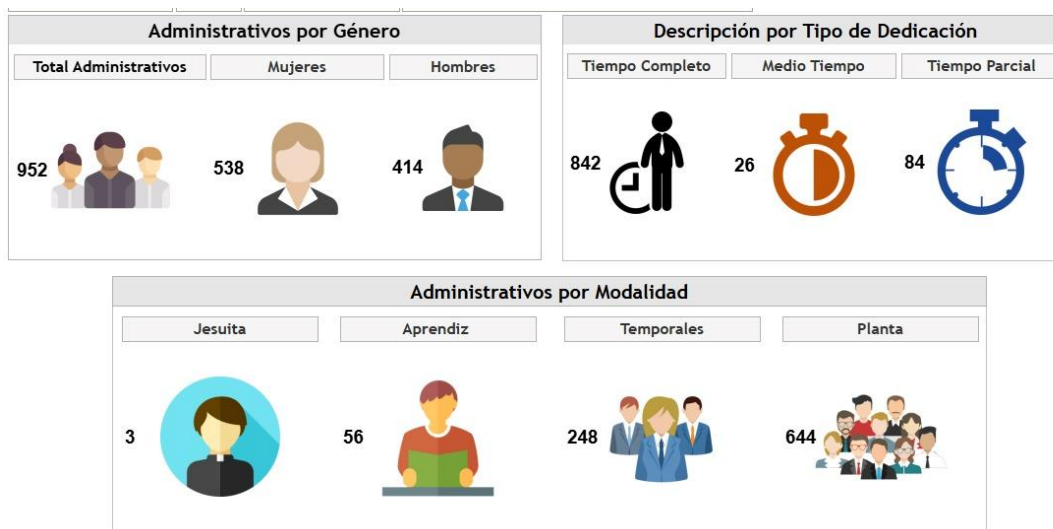 Administrativos por Género
Total Administrativos
Mujeres
Hombres
952
538
414
Descripción por Tipo de Dedicación
Tiempo Completo
Medio Tiempo
Tiempo Parcial
842
26
84
Administrativos por Modalidad
Jesuita
Aprendiz
Temporales
Planta
3
56
248
644